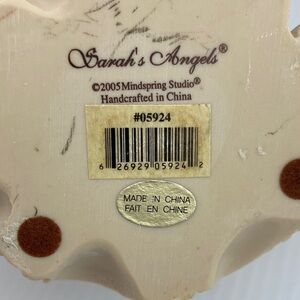 Sarah's Angels®
©2005 Mindspring Studio®
Handcrafted in China
#05924
6 26929 05924 2
MADE IN CHINA
FAIT EN CHINE